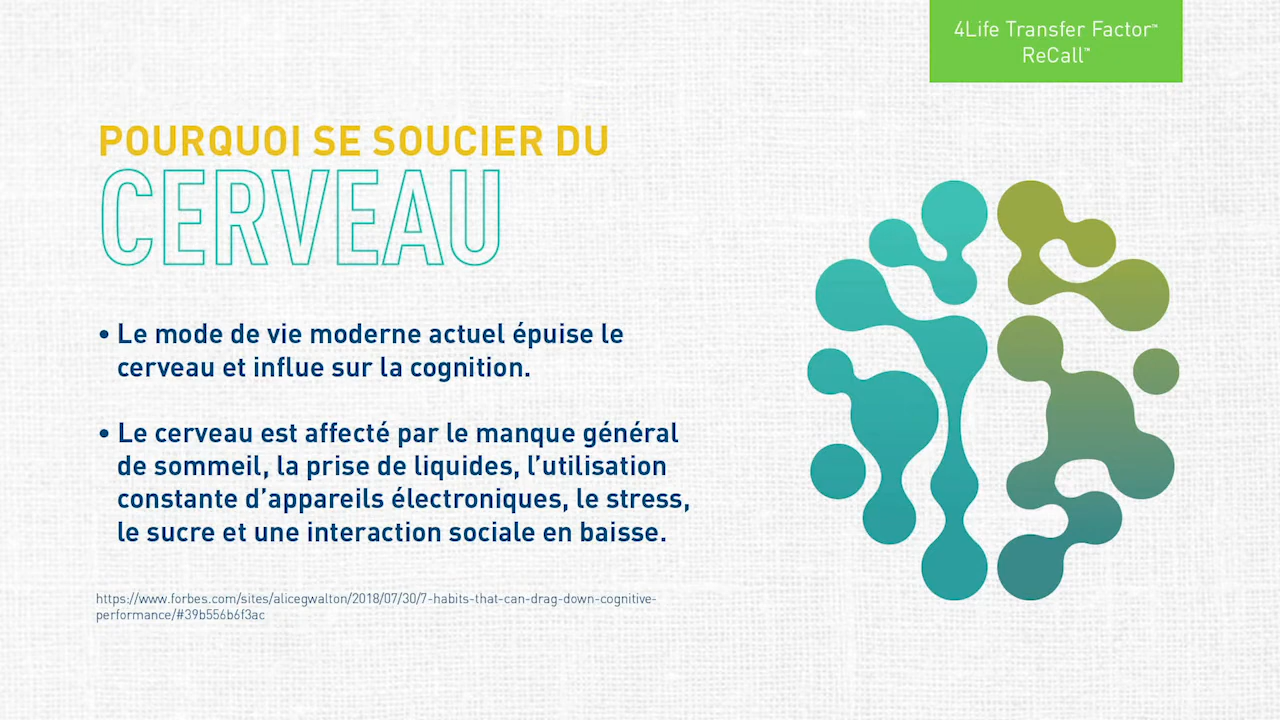 4Life Transfer Factor™
ReCall™
POURQUOI SE SOUCIER DU
CERVEAU
• Le mode de vie moderne actuel épuise le
cerveau et influe sur la cognition.
• Le cerveau est affecté par le manque général
de sommeil, la prise de liquides, l’utilisation
constante d’appareils électroniques, le stress,
le sucre et une interaction sociale en baisse.
https://www.forbes.com/sites/alicegwalton/2018/07/30/7-habits-that-can-drag-down-cognitive-
performance/#39b556b6f3ac